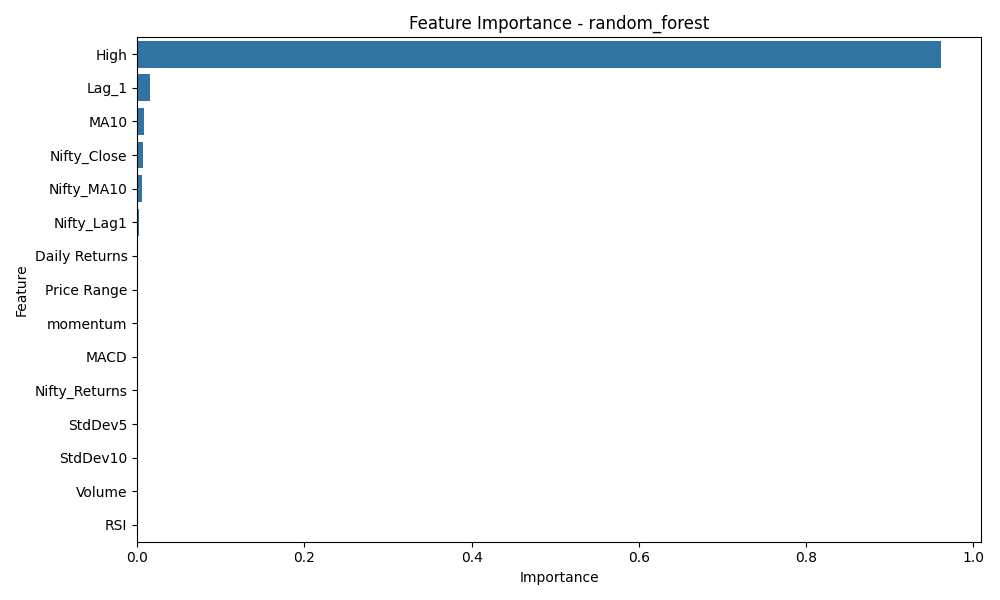 Feature Importance - random_forest
High
Lag_1
MA10
Nifty_Close
Nifty_MA10
Nifty_Lag1
Daily Returns
Price Range
momentum
MACD
Nifty_Returns
StdDev5
StdDev10
Volume
RSI
Feature
0.0 0.2 0.4 0.6 0.8 1.0
Importance